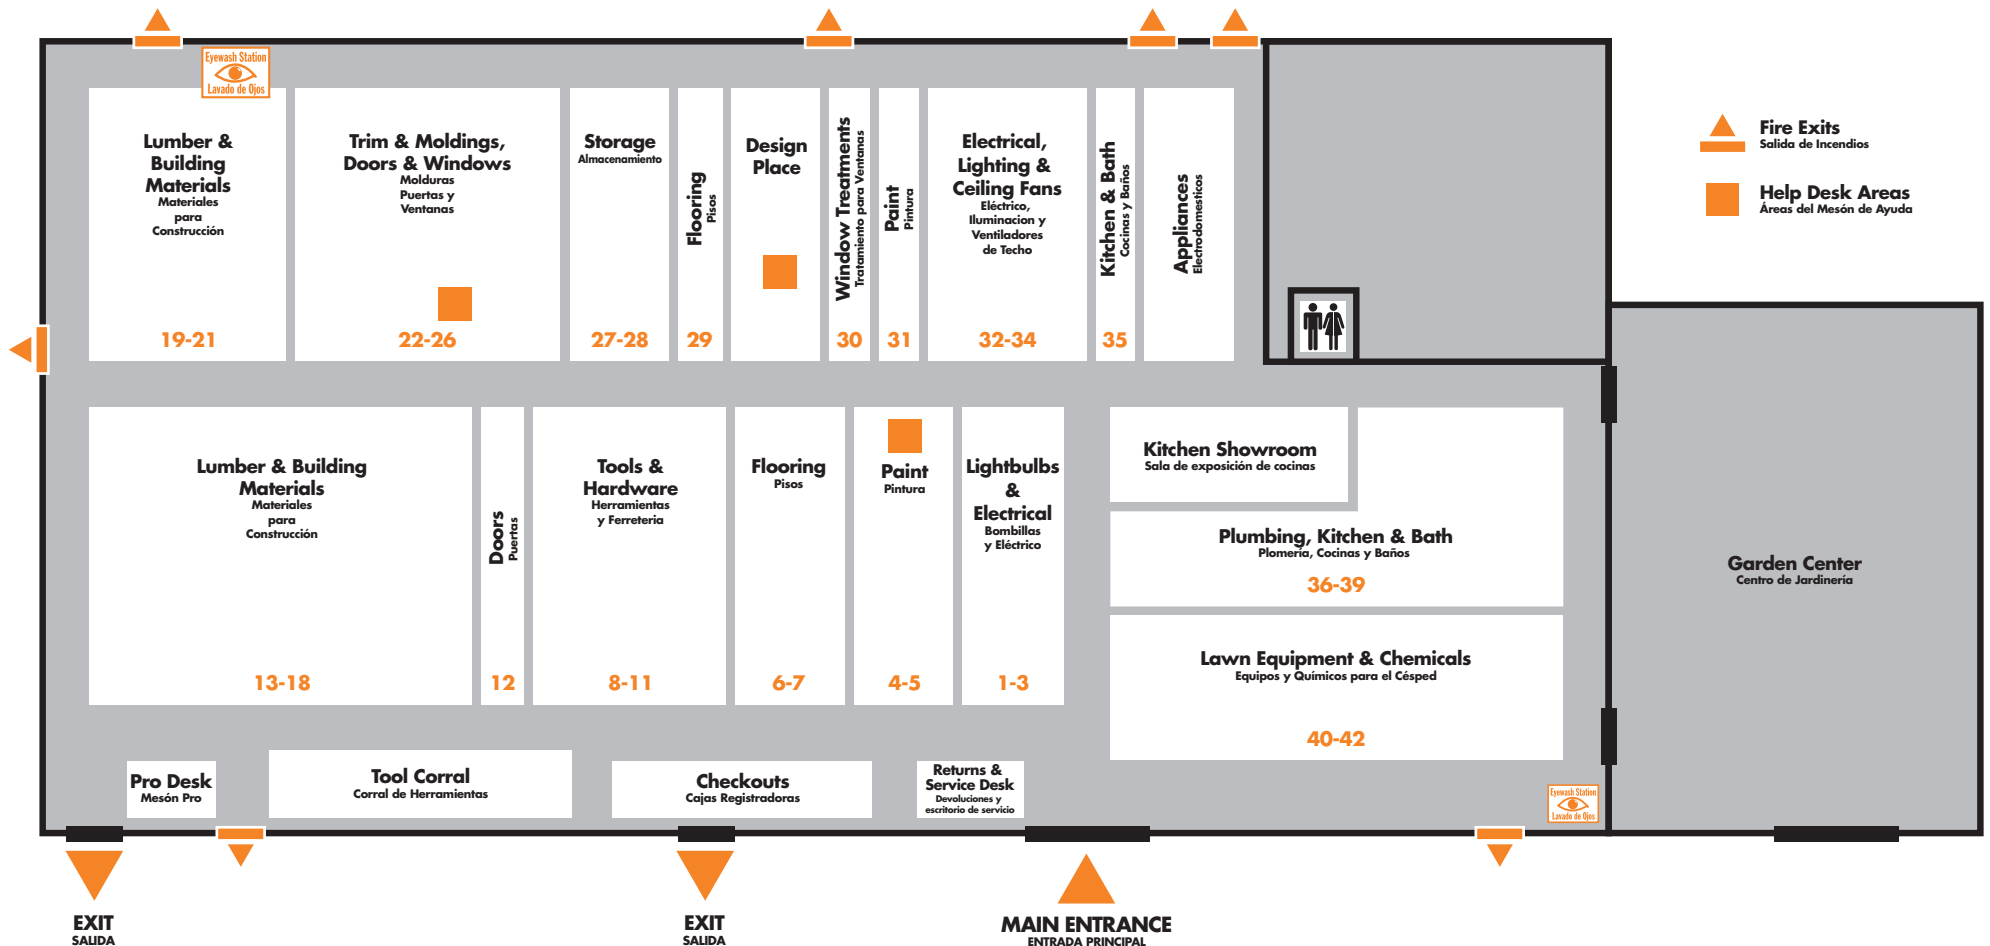 Eyewash Station
Lavado de Ojos
Lumber &
Building
Materials
Materiales
para
Construcción
19-21
Trim & Moldings,
Doors & Windows
Molduras
Puertas y
Ventanas
22-26
Storage
Almacenamiento
27-28
Flooring
Pisos
29
Design
Place
Window Treatments
Tratamiento para Ventanas
30
Paint
Pintura
31
Electrical,
Lighting &
Ceiling Fans
Eléctrico,
Iluminacion y
Ventiladores
de Techo
32-34
Kitchen & Bath
Cocinas y Baños
35
Appliances
Electrodomesticos
Fire Exits
Salida de Incendios
Help Desk Areas
Áreas del Mesón de Ayuda
Lumber & Building
Materials
Materiales
para
Construcción
13-18
Doors
Puertas
12
Tools &
Hardware
Herramientas
y Ferreteria
8-11
Flooring
Pisos
6-7
Paint
Pintura
4-5
Lightbulbs
&
Electrical
Bombillas
y Eléctrico
1-3
Kitchen Showroom
Sala de exposición de cocinas
Plumbing, Kitchen & Bath
Plomería, Cocinas y Baños
36-39
Lawn Equipment & Chemicals
Equipos y Químicos para el Césped
40-42
Garden Center
Centro de Jardinería
Pro Desk
Mesón Pro
Tool Corral
Corral de Herramientas
Checkouts
Cajas Registradoras
Returns &
Service Desk
Devoluciones y
escritorio de servicio
Eyewash Station
Lavado de Ojos
EXIT
SALIDA
EXIT
SALIDA
MAIN ENTRANCE
ENTRADA PRINCIPAL